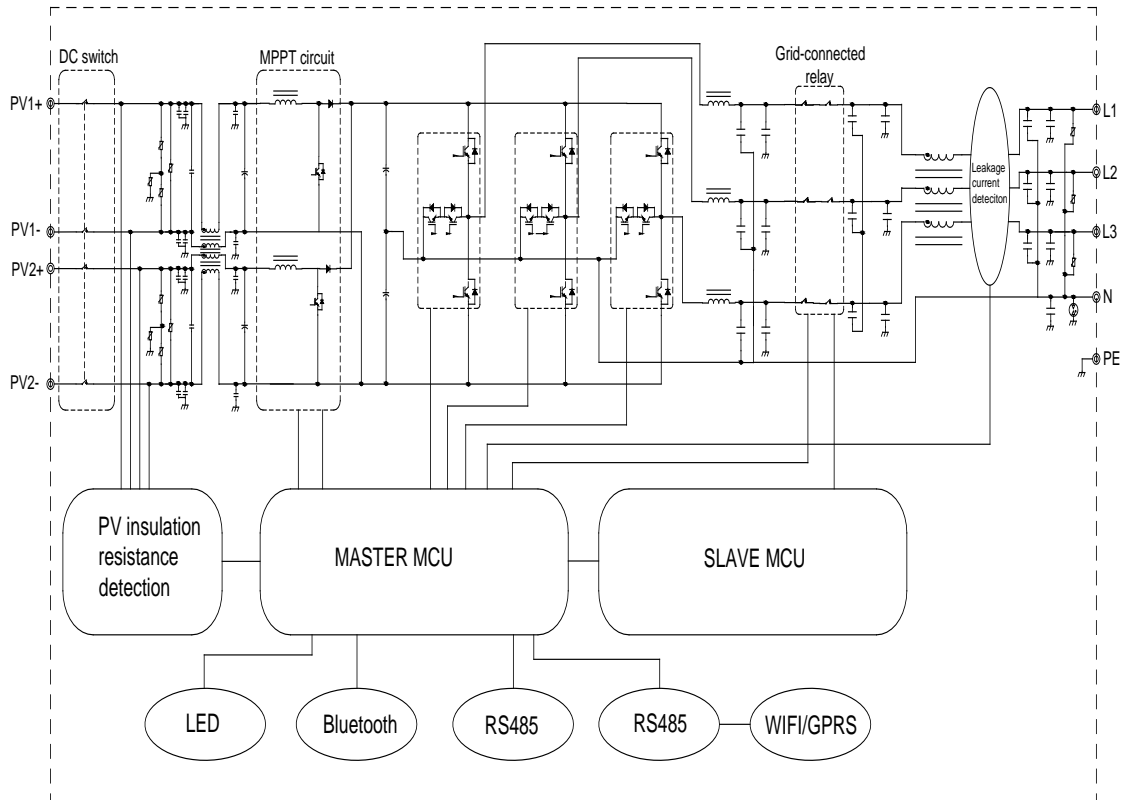 DC switch
MPPT circuit
Grid-connected
relay
PV1+
PV1-
PV2+
PV2-
Leakage
current
deteciton
L1
L2
L3
N
PE
PV insulation
resistance
detection
MASTER MCU
SLAVE MCU
LED
Bluetooth
RS485
RS485
WIFI/GPRS